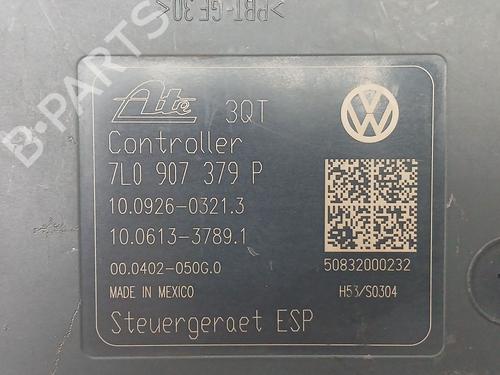 >PBT-GF30<
Ate 3QT
Controller
7L0 907 379 P
10.0926-0321.3
10.0613-3789.1
00.0402-050G.0
50832000232
MADE IN MEXICO
H53/S0304
Steuergeraet ESP
B-PARTS
B-PARTS